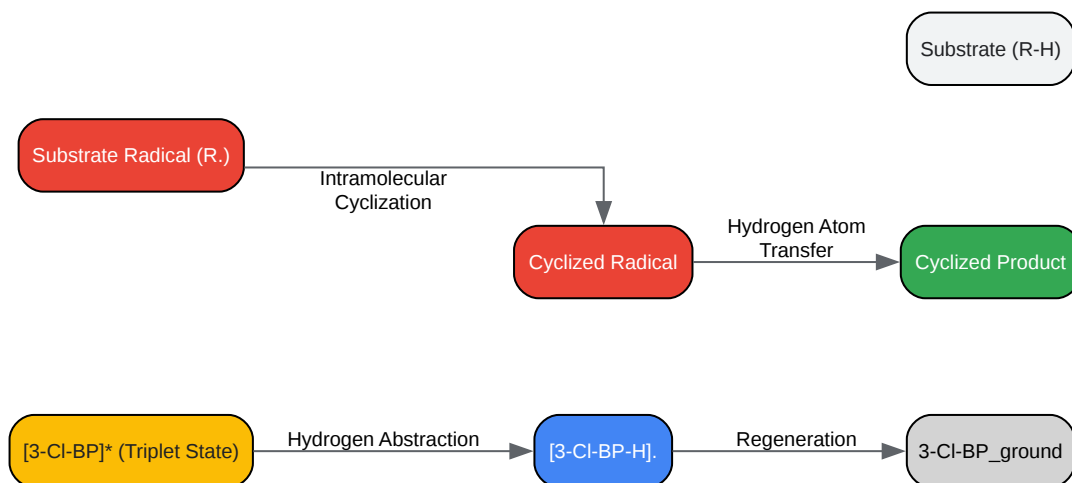 Substrate (R-H)
Substrate Radical (R.)
Intramolecular
Cyclization
Cyclized Radical
Hydrogen Atom
Transfer
Cyclized Product
[3-Cl-BP]* (Triplet State)
Hydrogen Abstraction
[3-Cl-BP-H].
Regeneration
3-Cl-BP_ground